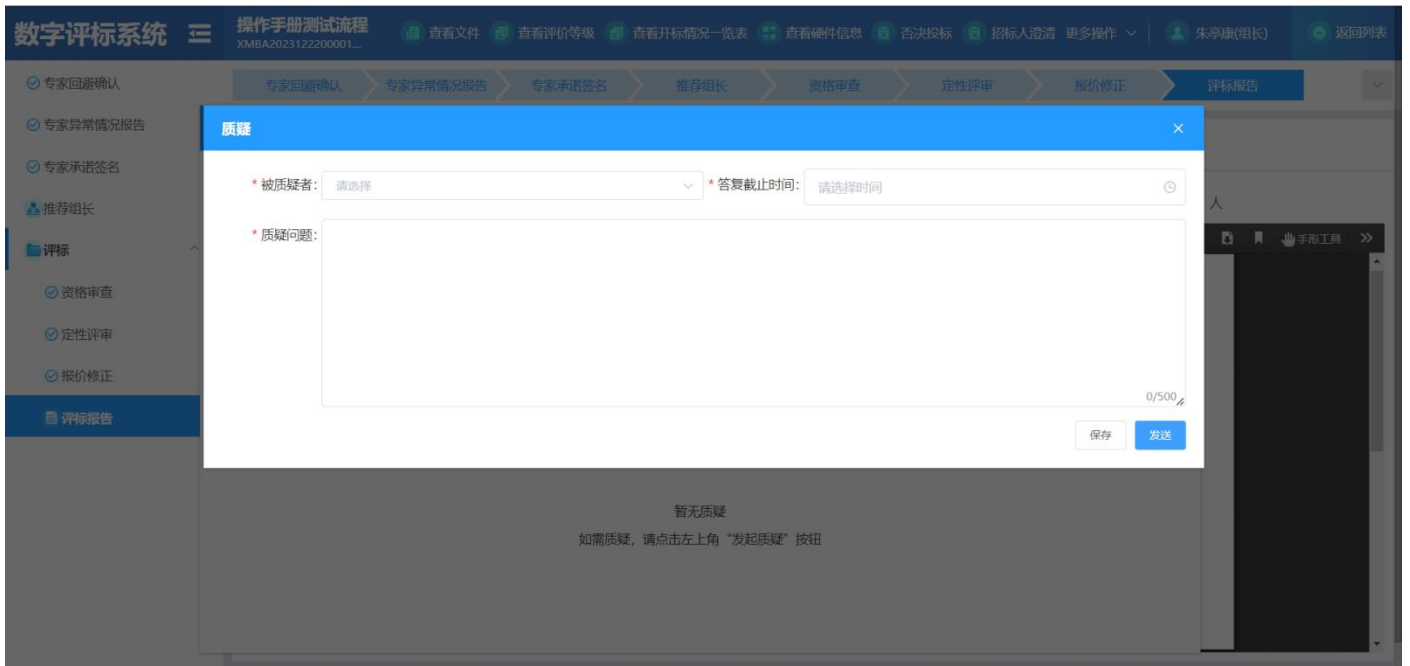 数字评标系统
操作手册测试流程
XMBA2023122200001...
查看文件 查看评价等级 查看开标情况一览表 查看硬件信息 否决投标 招标人澄清 更多操作 朱亭康(组长) 返回列表
专家回避确认 专家异常情况报告 专家承诺签名 推荐组长 资格审查 定性评审 报价修正 评标报告
专家回避确认
专家异常情况报告
专家承诺签名
推荐组长
评标
资格审查
定性评审
报价修正
评标报告
质疑
* 被质疑者: 请选择 * 答复截止时间: 请选择时间
* 质疑问题:
0/500
保存 发送
人
手形工具
暂无质疑
如需质疑, 请点击左上角 “发起质疑” 按钮